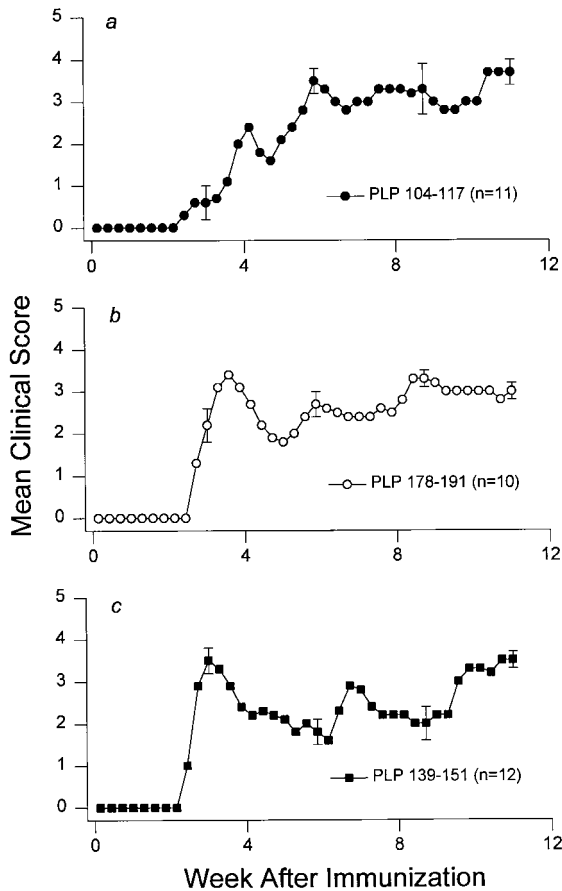 a
5
4
3
2
1
0
PLP 104-117 (n=11)
0 4 8 12
b
5
4
3
2
1
0
PLP 178-191 (n=10)
0 4 8 12
c
5
4
3
2
1
0
PLP 139-151 (n=12)
0 4 8 12
Mean Clinical Score
Week After Immunization